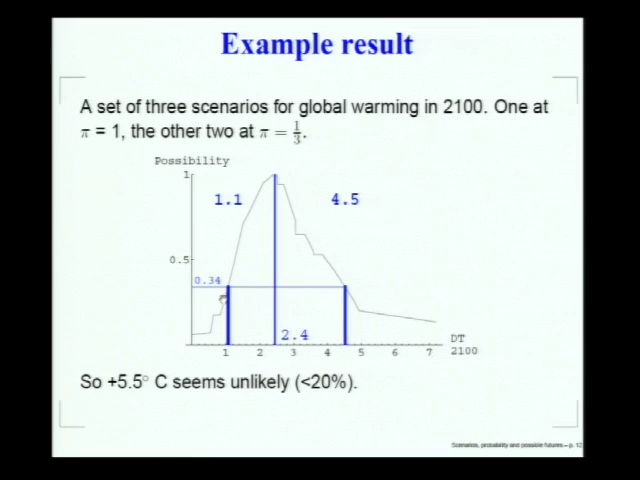 Example result
A set of three scenarios for global warming in 2100. One at
π = 1, the other two at π = 1/3.
Possibility
1
1.1
4.5
0.5
0.34
2.4
DT
1 2 3 4 5 6 7 2100
So +5.5° C seems unlikely (<20%).
Scenarios, probability and possible futures – p. 12